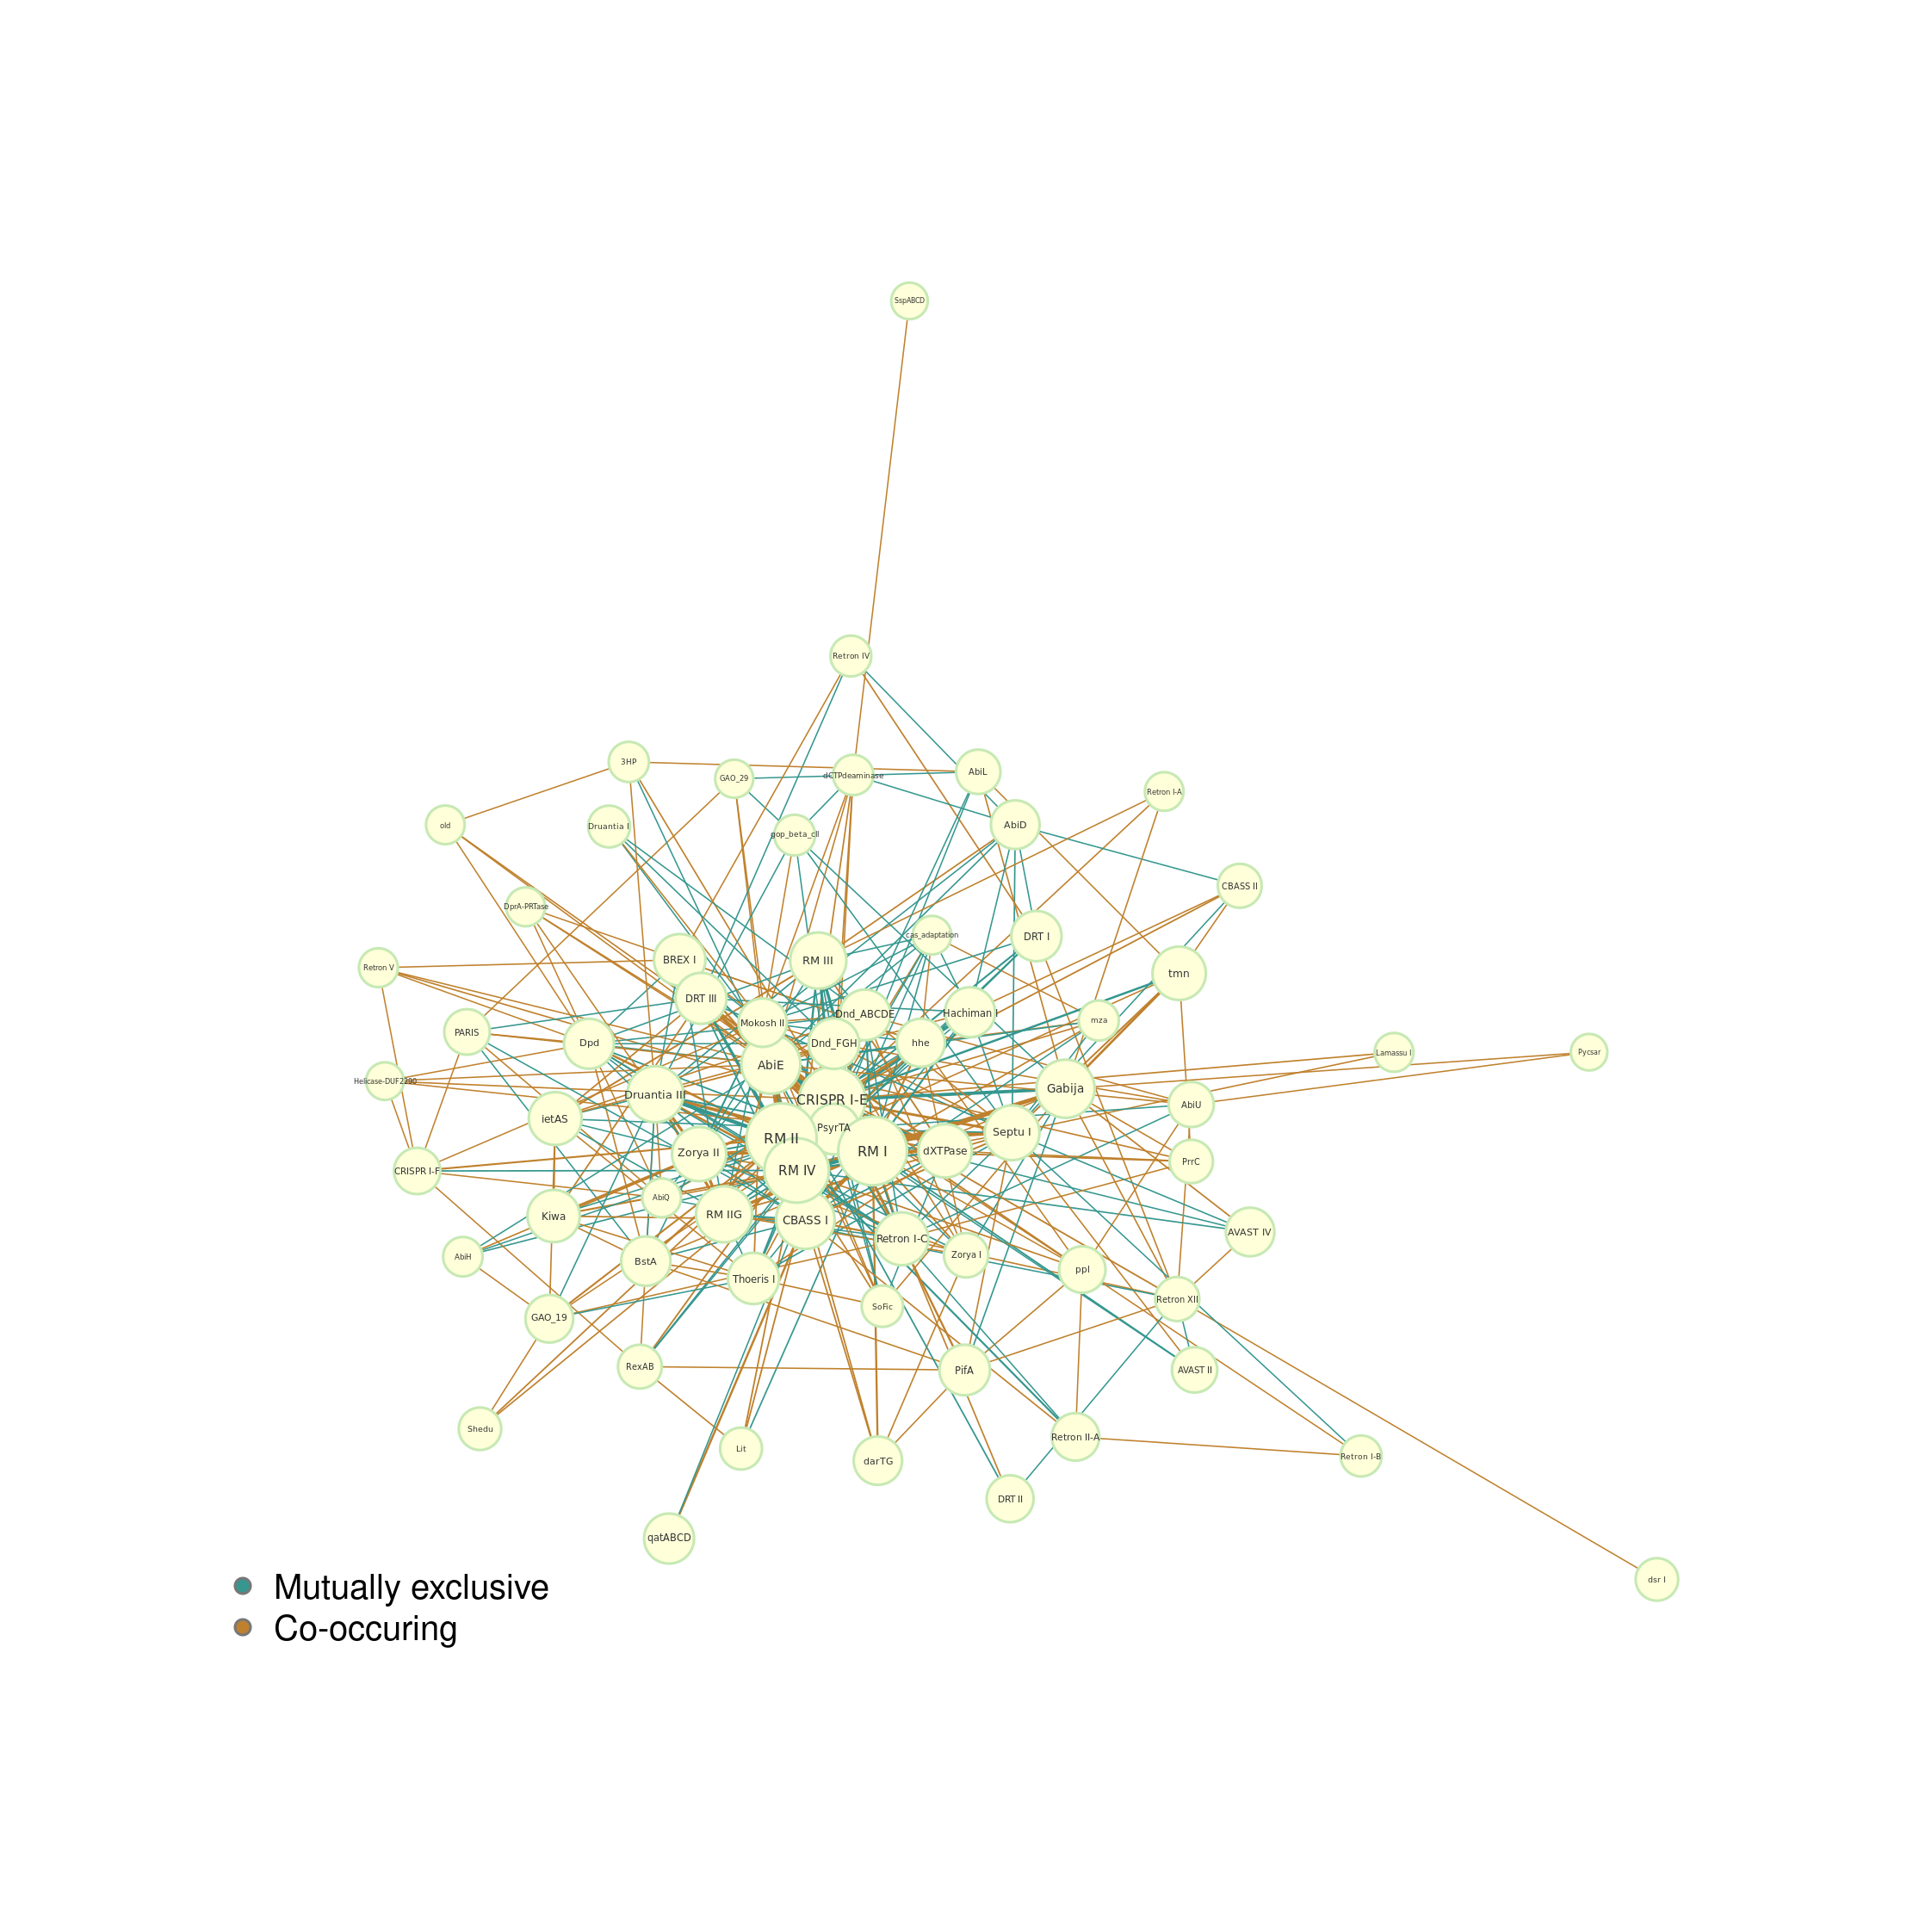 SspABCD
Retron IV
3HP
GAO_29
dCTPdeaminase
AbiL
Retron I-A
old
Druantia I
gop_beta_cll
AbiD
CBASS II
DprA-PRTase
cas_adaptation
DRT I
BREX I
RM III
Retron V
tmn
DRT III
Mokosh II
Dnd_ABCDE
Hachiman I
mza
PARIS
Dpd
Dnd_FGH
hhe
Lamassu I
Pycsar
AbiE
Helicase-DUF2290
Druantia III
CRISPR I-E
Gabija
AbiU
ietAS
PsyrTA
Septu I
RM II
Zorya II
RM I
dXTPase
PrrC
CRISPR I-F
RM IV
AbiQ
Kiwa
RM IIG
CBASS I
Retron I-C
AVAST IV
AbiH
BstA
Zorya I
Thoeris I
ppl
SoFic
Retron XII
GAO_19
RexAB
PifA
AVAST II
Shedu
Lit
darTG
Retron II-A
Retron I-B
DRT II
qatABCD
dsr I
Mutually exclusive
Co-occuring